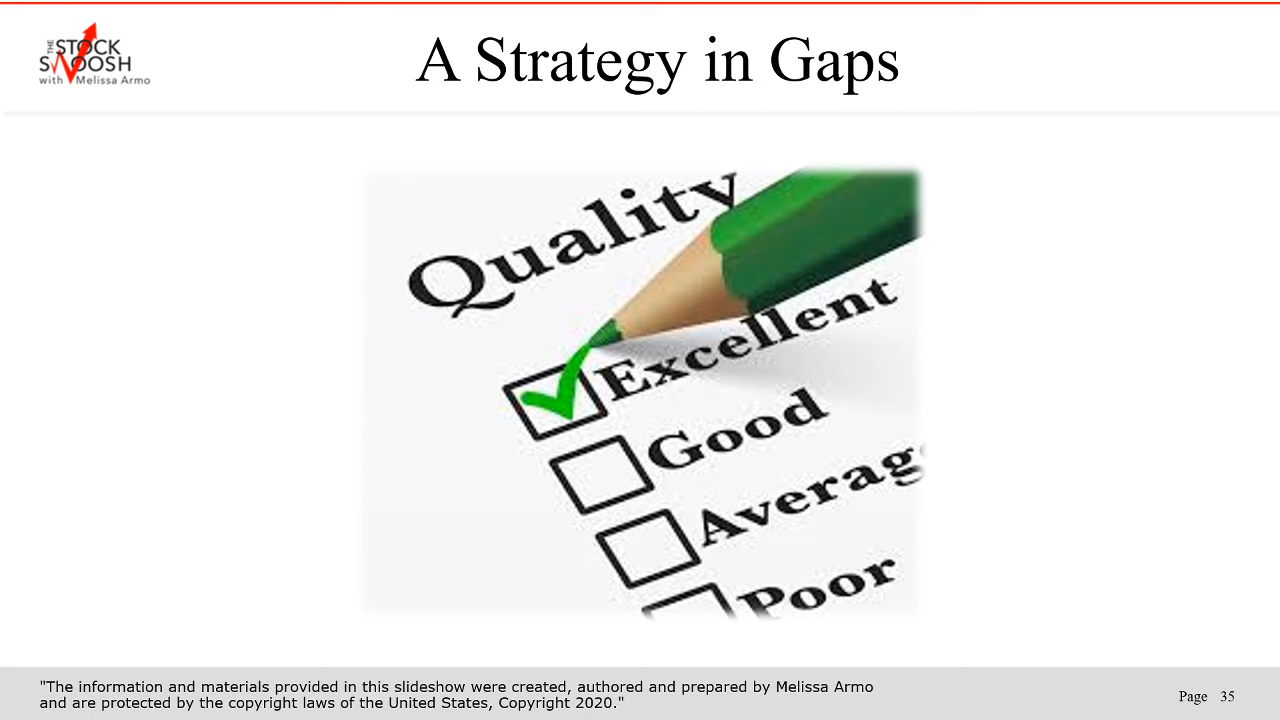 THE
STOCK
SWOOSH
with Melissa Armo
A Strategy in Gaps
Quality
Excellent
Good
Averag
Poor
"The information and materials provided in this slideshow were created, authored and prepared by Melissa Armo
and are protected by the copyright laws of the United States, Copyright 2020."
Page 35